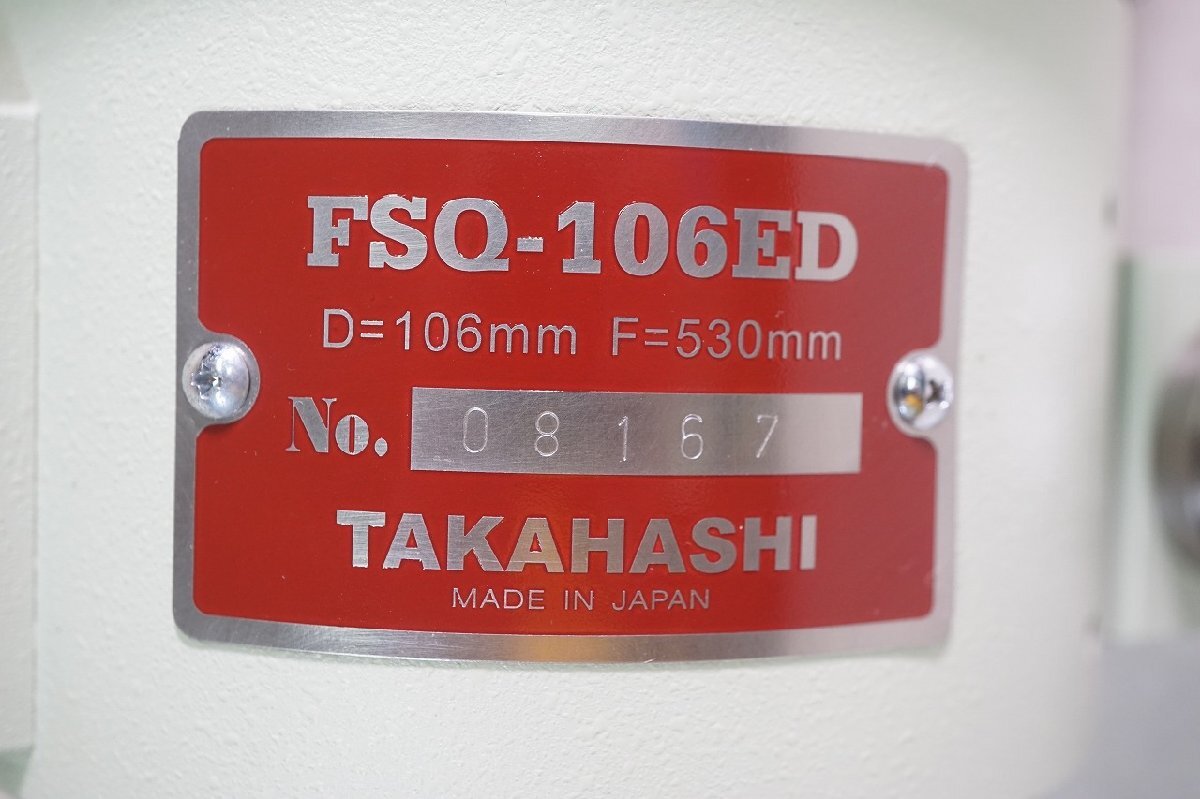 FSQ-106ED
D=106mm F=530mm
No. 08167
TAKAHASHI
MADE IN JAPAN